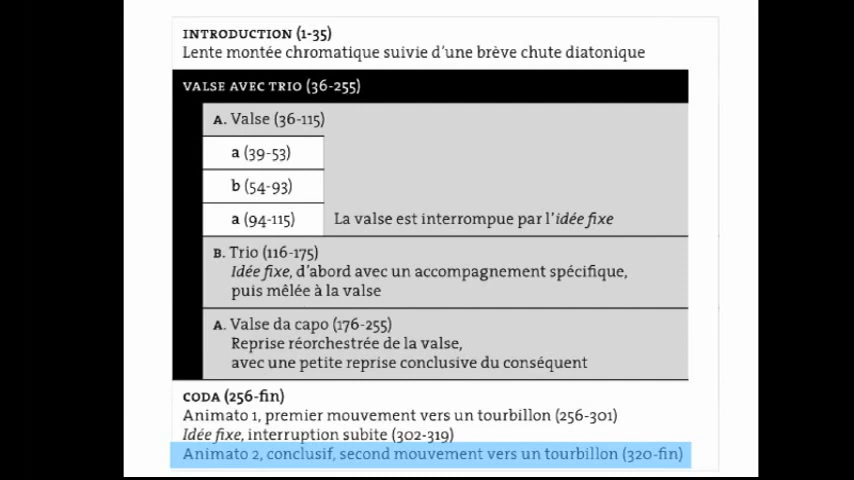 INTRODUCTION (1-35)
Lente montée chromatique suivie d'une brève chute diatonique
VALSE AVEC TRIO (36-255)
A. Valse (36-115)
a (39-53)
b (54-93)
a (94-115) La valse est interrompue par l'idée fixe
B. Trio (116-175)
Idée fixe, d'abord avec un accompagnement spécifique,
puis mêlée à la valse
A. Valse da capo (176-255)
Reprise réorchestrée de la valse,
avec une petite reprise conclusive du conséquent
CODA (256-fin)
Animato 1, premier mouvement vers un tourbillon (256-301)
Idée fixe, interruption subite (302-319)
Animato 2, conclusif, second mouvement vers un tourbillon (320-fin)